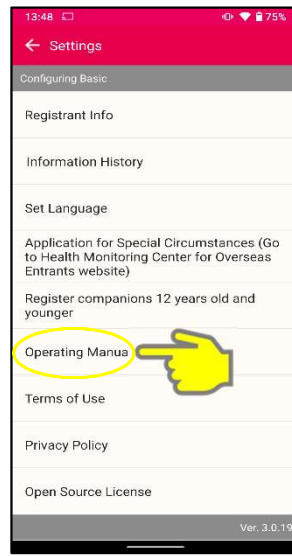 13:48 75%
← Settings
Configuring Basic
Registrant Info
Information History
Set Language
Application for Special Circumstances (Go
to Health Monitoring Center for Overseas
Entrants website)
Register companions 12 years old and
younger
Operating Manua
Terms of Use
Privacy Policy
Open Source License
Ver. 3.0.19